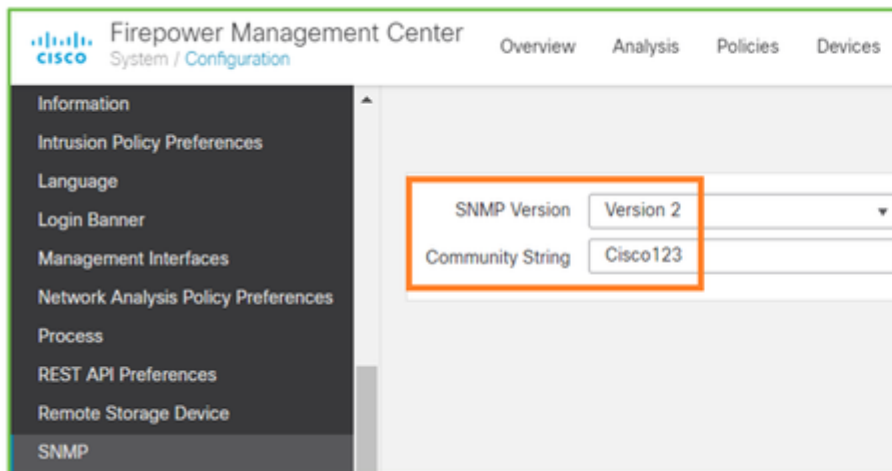 Firepower Management Center
CISCO
System / Configuration
Overview Analysis Policies Devices
Information
Intrusion Policy Preferences
Language
Login Banner
Management Interfaces
Network Analysis Policy Preferences
Process
REST API Preferences
Remote Storage Device
SNMP
SNMP Version Version 2
Community String Cisco123